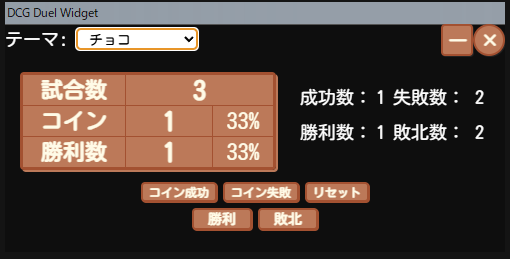 DCG Duel Widget
テーマ: チョコ
試合数 3
コイン 1 33%
勝利数 1 33%
成功数： 1 失敗数： 2
勝利数： 1 敗北数： 2
コイン成功 コイン失敗 リセット
勝利 敗北